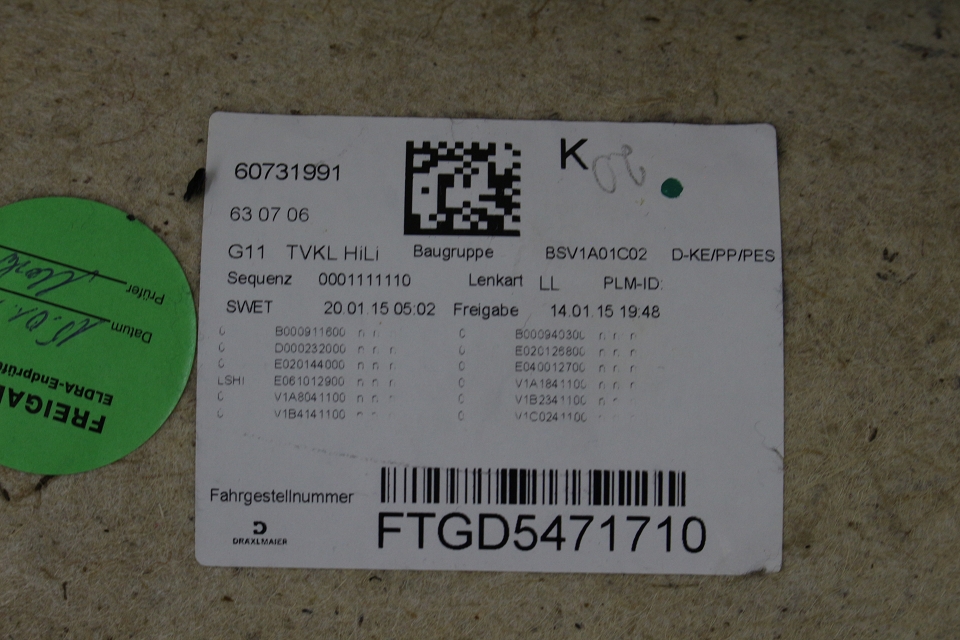 60731991
K
63 07 06
G11 TVKL HiLi Baugruppe BSV1A01C02 D-KE/PP/PES
Sequenz 0001111110 Lenkart LL PLM-ID:
SWET 20.01.15 05:02 Freigabe 14.01.15 19:48
B000911600 B000940300
D000232000 E020126800
E020144000 E040012700
LSHI E061012900 V1A1841100
V1A8041100 V1B2341100
V1B4141100 V1C0241100
Fahrgestellnummer
DRÄXLMAIER
FTGD5471710
FREIGA
ELDRA-Endprüf
Datum
Prüfer